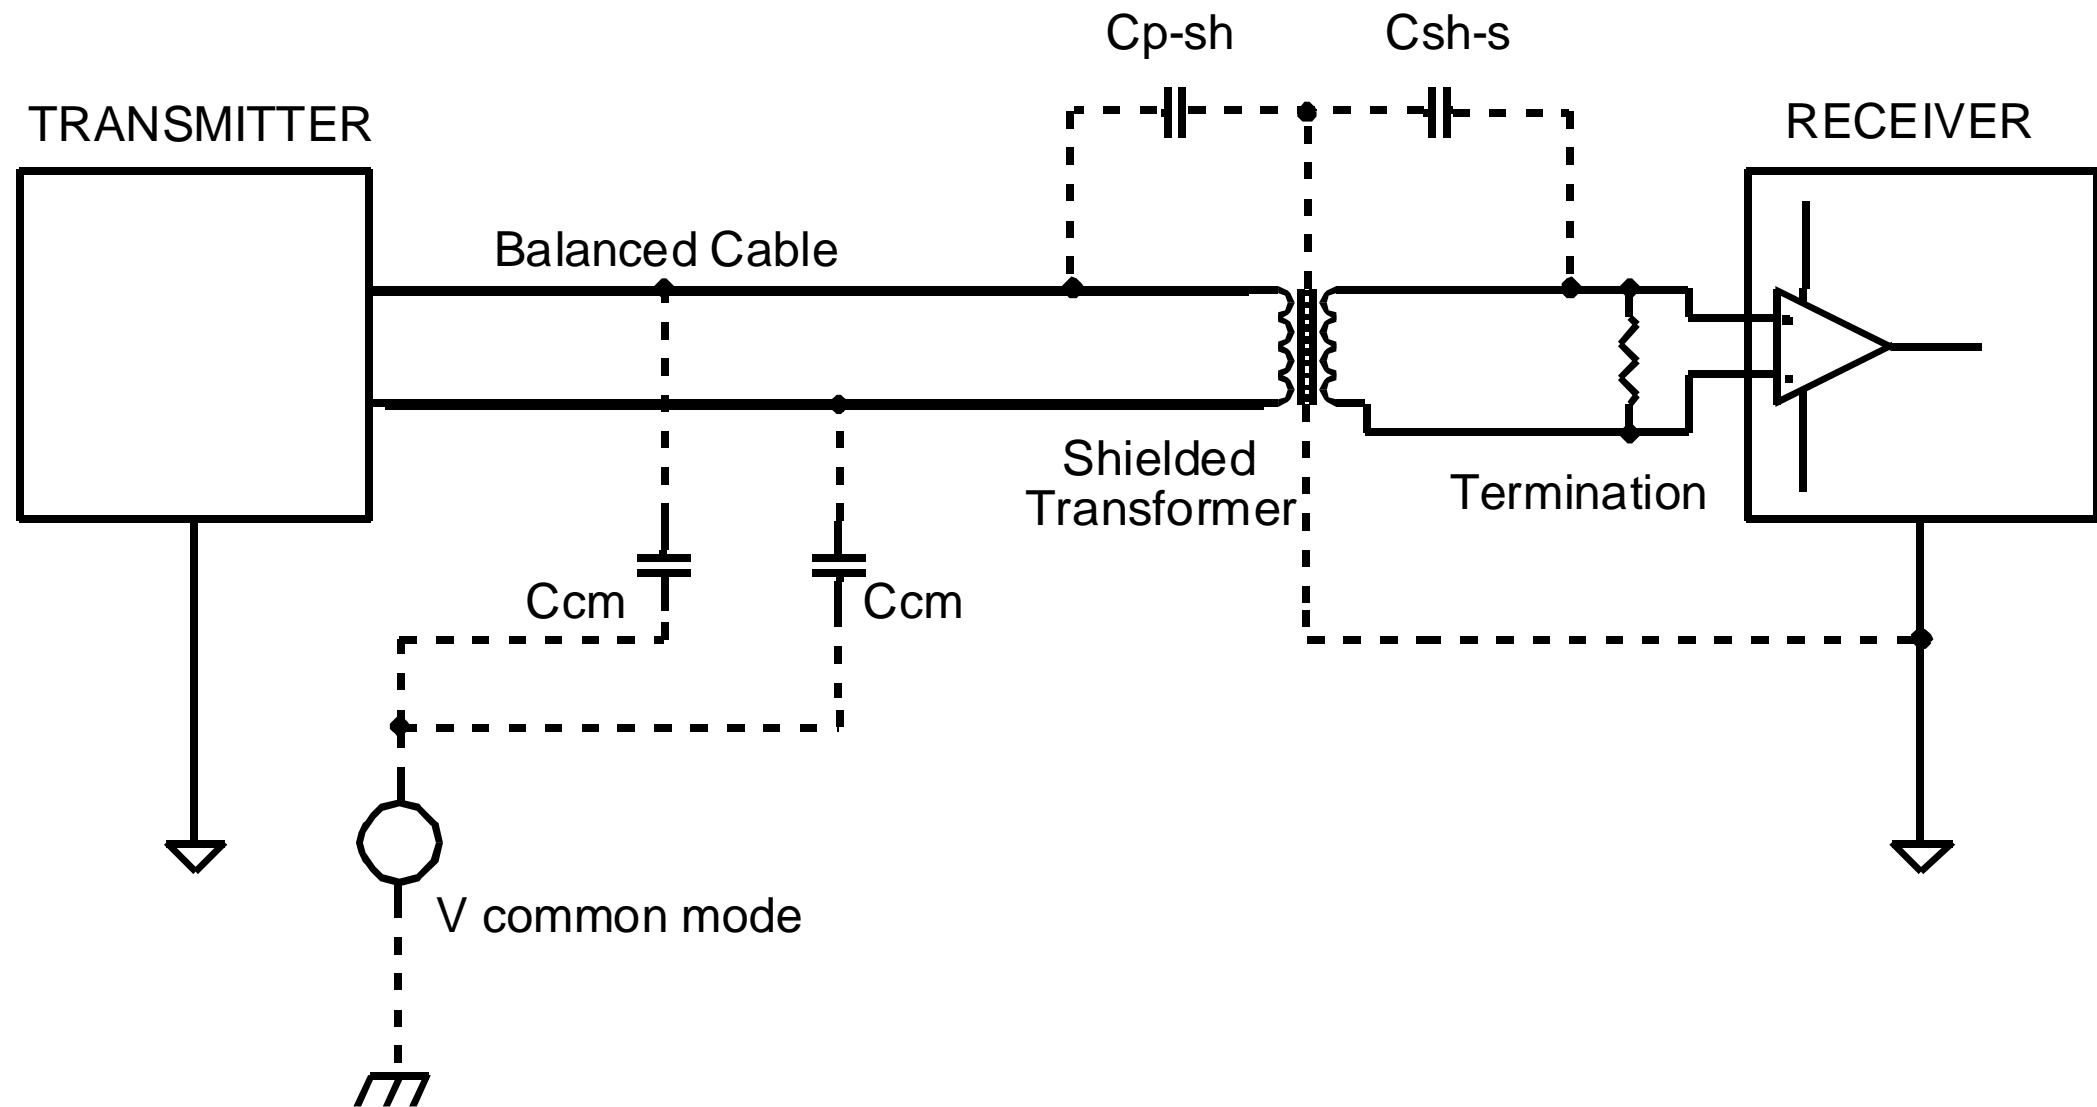 Cp-sh
Csh-s
TRANSMITTER
RECEIVER
Balanced Cable
Shielded
Transformer
Termination
Ccm
Ccm
V common mode